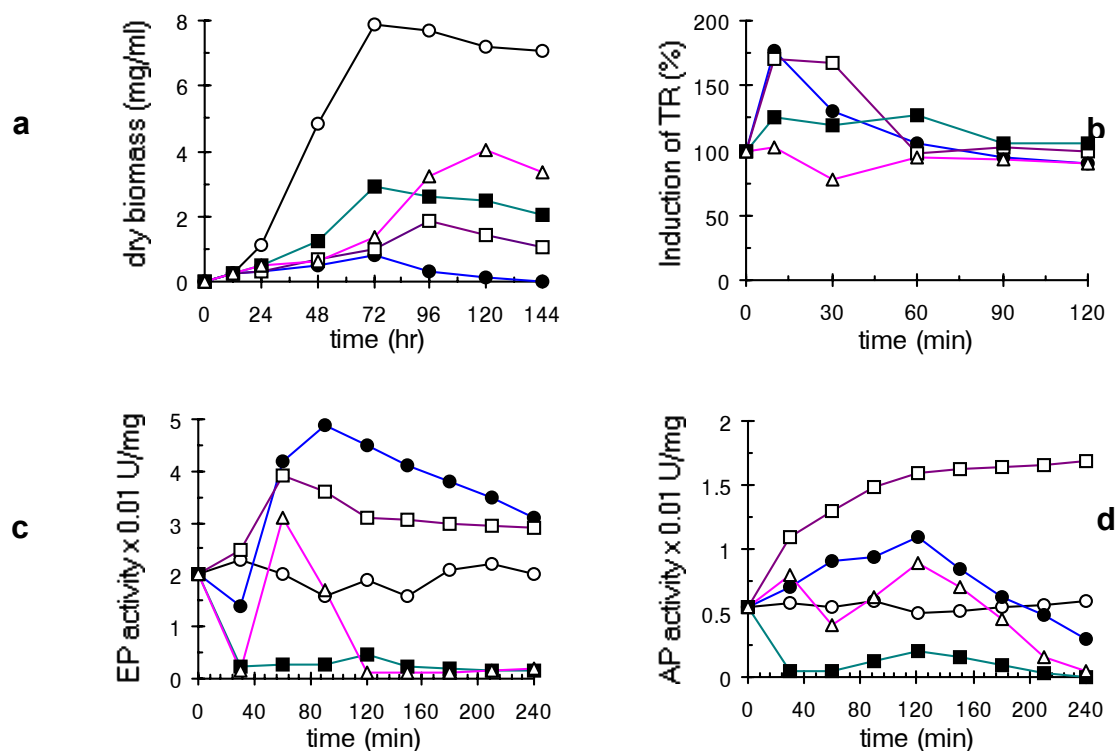 a
dry biomass (mg/ml)
8
6
4
2
0
0 24 48 72 96 120 144
time (hr)
b
Induction of TR (%)
200
150
100
50
0
0 30 60 90 120
time (min)
c
EP activity x 0.01 U/mg
5
4
3
2
1
0
0 40 80 120 160 200 240
time (min)
d
AP activity x 0.01 U/mg
2
1.5
1
0.5
0
0 40 80 120 160 200 240
time (min)